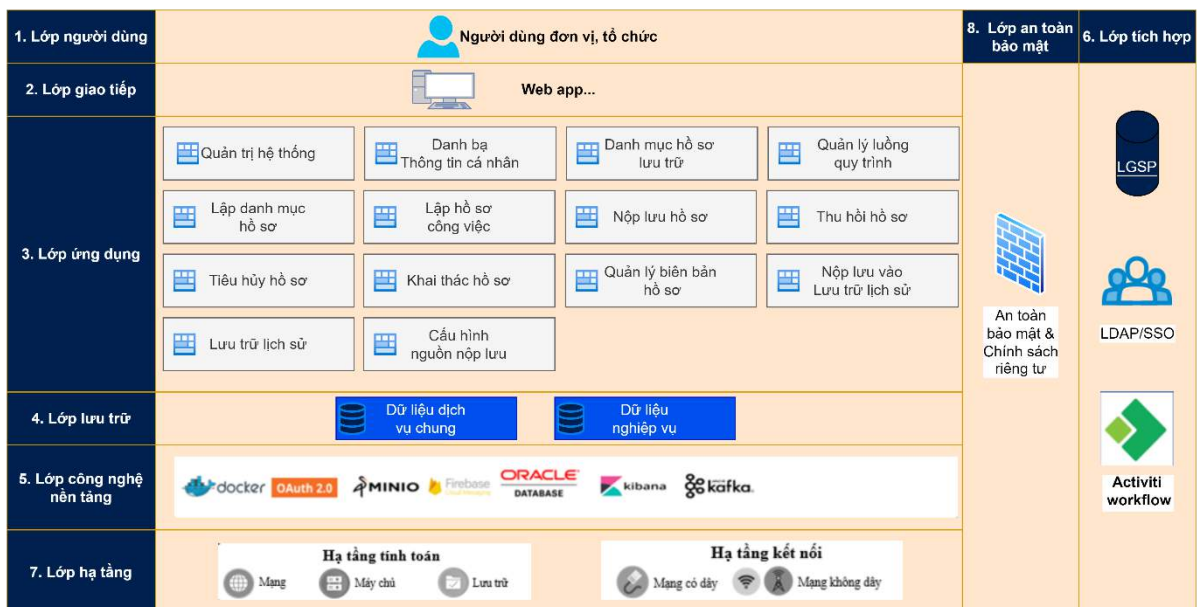 1. Lớp người dùng
Người dùng đơn vị, tổ chức
8. Lớp an toàn
bảo mật
6. Lớp tích hợp
2. Lớp giao tiếp
Web app...
3. Lớp ứng dụng
Quản trị hệ thống
Danh bạ
Thông tin cá nhân
Danh mục hồ sơ
lưu trữ
Quản lý luồng
quy trình
Lập danh mục
hồ sơ
Lập hồ sơ
công việc
Nộp lưu hồ sơ
Thu hồi hồ sơ
Tiêu hủy hồ sơ
Khai thác hồ sơ
Quản lý biên bản
hồ sơ
Nộp lưu vào
Lưu trữ lịch sử
Lưu trữ lịch sử
Cấu hình
nguồn nộp lưu
An toàn
bảo mật &
Chính sách
riêng tư
LGSP
LDAP/SSO
Activiti
workflow
4. Lớp lưu trữ
Dữ liệu dịch
vụ chung
Dữ liệu
nghiệp vụ
5. Lớp công nghệ
nền tảng
docker
OAuth 2.0
MINIO
Firebase
ORACLE
DATABASE
kibana
kafka.
7. Lớp hạ tầng
Hạ tầng tính toán
Mạng
Máy chủ
Lưu trữ
Hạ tầng kết nối
Mạng có dây
Mạng không dây